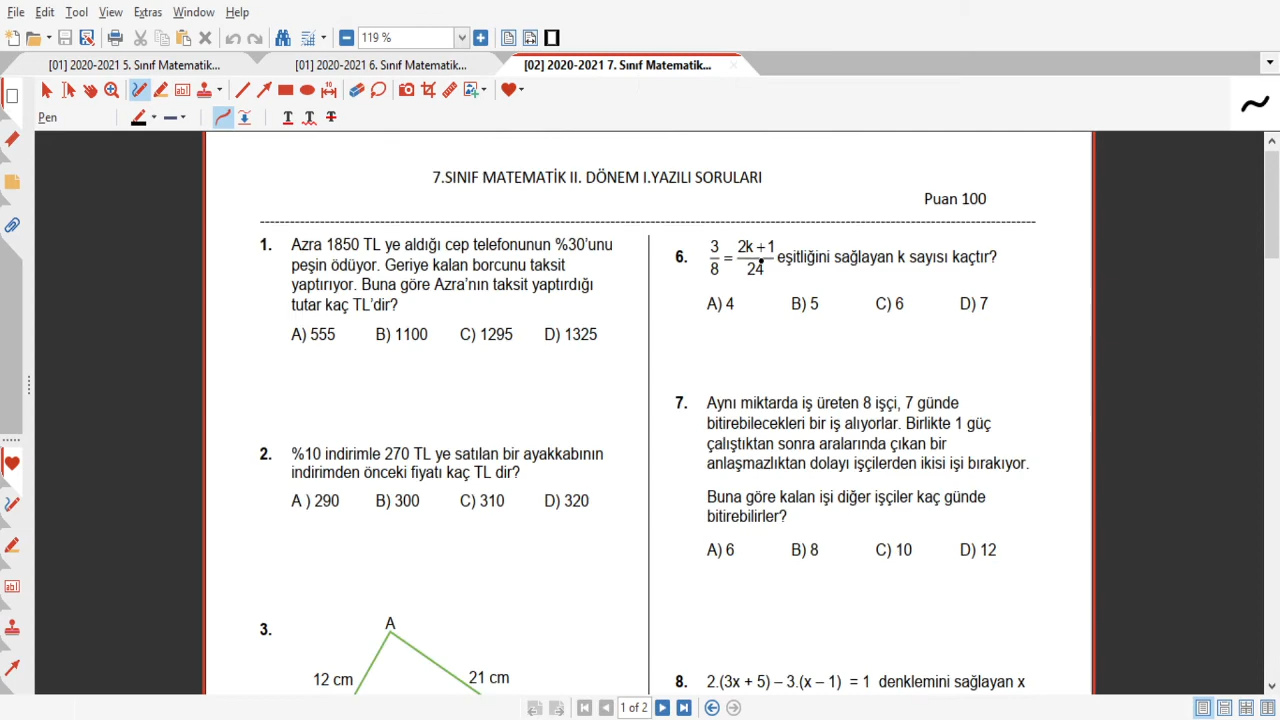 File Edit View Extras Window Help
119 %
[01] 2020-2021 5. Sınıf Matematik...
[01] 2020-2021 6. Sınıf Matematik...
[02] 2020-2021 7. Sınıf Matematik...
Pen
7.SINIF MATEMATİK II. DÖNEM I.YAZILI SORULARI
Puan 100
1. Azra 1850 TL ye aldığı cep telefonunun %30’unu
peşin ödüyor. Geriye kalan borcunu taksit
yaptırıyor. Buna göre Azra’nın taksit yaptırdığı
tutar kaç TL’dir?
A) 555 B) 1100 C) 1295 D) 1325
2. %10 indirimle 270 TL ye satılan bir ayakkabının
indirimden önceki fiyatı kaç TL dir?
A ) 290 B) 300 C) 310 D) 320
3. A
12 cm 21 cm
6. 3/8 = 2k+1/24 eşitliğini sağlayan k sayısı kaçtır?
A) 4 B) 5 C) 6 D) 7
7. Aynı miktarda iş üreten 8 işçi, 7 günde
bitirebilecekleri bir iş alıyorlar. Birlikte 1 güç
çalıştıktan sonra aralarında çıkan bir
anlaşmazlıktan dolayı işçilerden ikisi işi bırakıyor.
Buna göre kalan işi diğer işçiler kaç günde
bitirebilirler?
A) 6 B) 8 C) 10 D) 12
8. 2.(3x + 5) – 3.(x – 1) = 1 denklemini sağlayan x
1 of 2